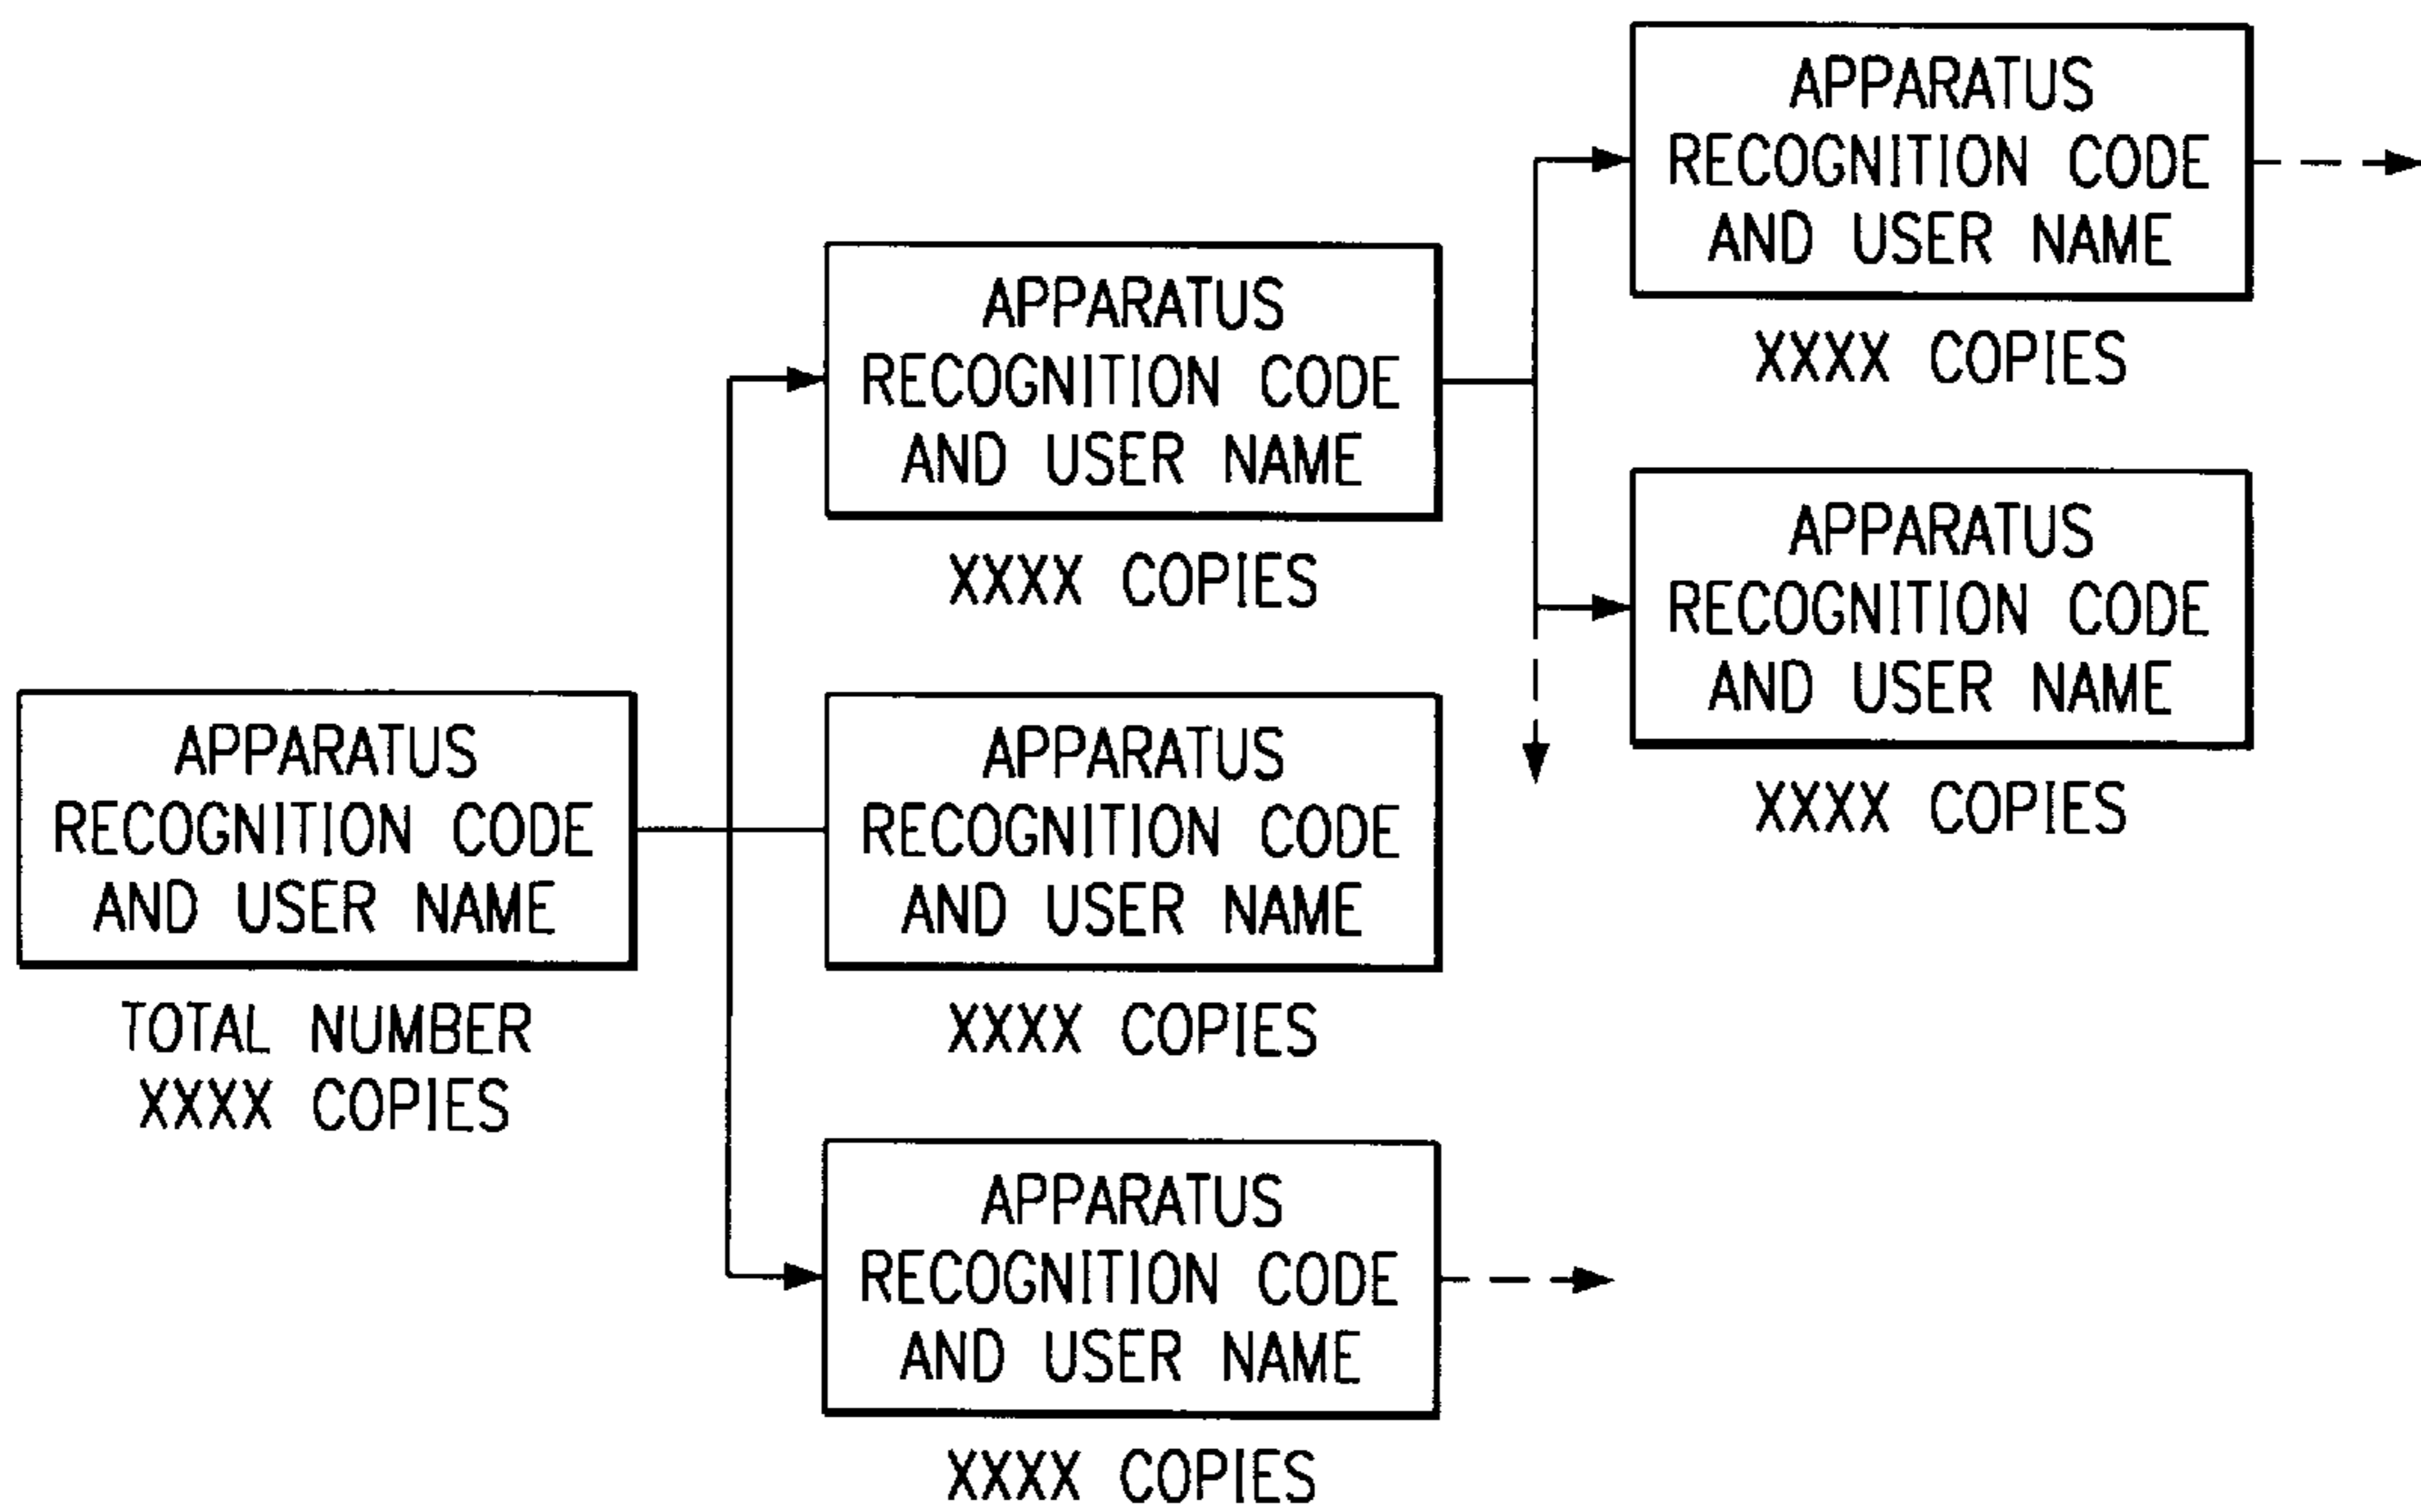 APPARATUS
RECOGNITION CODE
AND USER NAME
TOTAL NUMBER
XXXX COPIES
APPARATUS
RECOGNITION CODE
AND USER NAME
XXXX COPIES
APPARATUS
RECOGNITION CODE
AND USER NAME
XXXX COPIES
APPARATUS
RECOGNITION CODE
AND USER NAME
XXXX COPIES
APPARATUS
RECOGNITION CODE
AND USER NAME
XXXX COPIES
APPARATUS
RECOGNITION CODE
AND USER NAME
XXXX COPIES